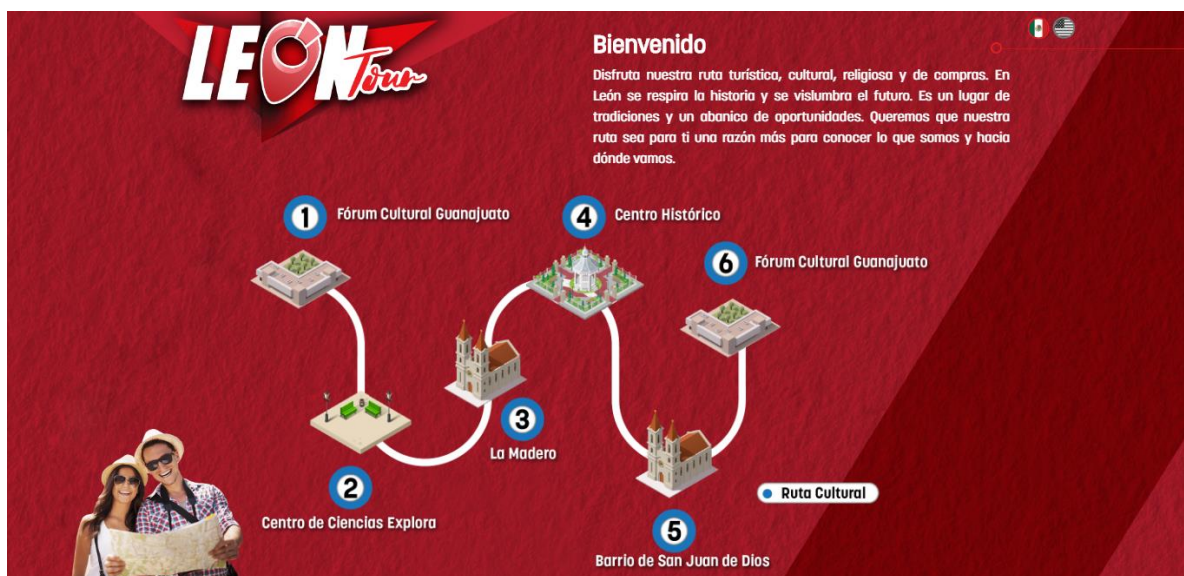 LEÓN
Tour
Bienvenido
Disfruta nuestra ruta turística, cultural, religiosa y de compras. En
León se respira la historia y se vislumbra el futuro. Es un lugar de
tradiciones y un abanico de oportunidades. Queremos que nuestra
ruta sea para ti una razón más para conocer lo que somos y hacia
dónde vamos.
1 Fórum Cultural Guanajuato
4 Centro Histórico
6 Fórum Cultural Guanajuato
3
La Madero
2
Centro de Ciencias Explora
Ruta Cultural
5
Barrio de San Juan de Dios